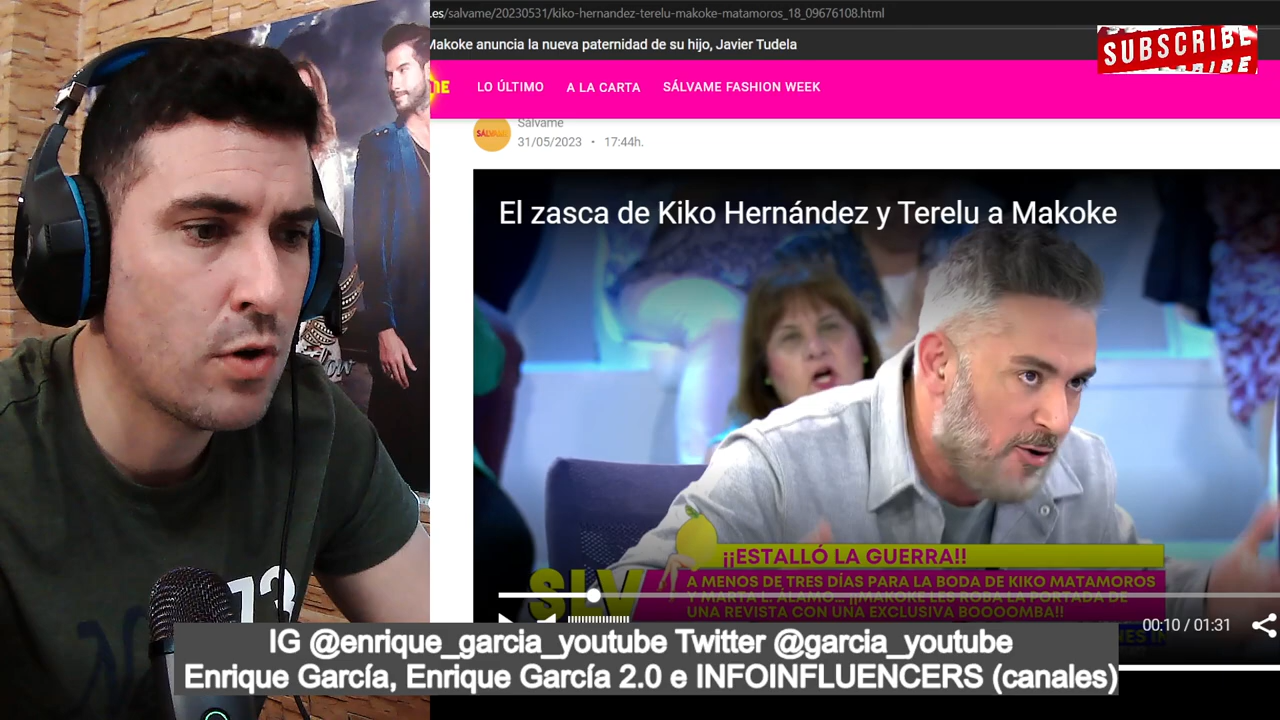 .es/salvame/20230531/kiko-hernandez-terelu-makoke-matamoros_18_09676108.html
Makoke anuncia la nueva paternidad de su hijo, Javier Tudela
SUBSCRIBE
LO ÚLTIMO A LA CARTA SÁLVAME FASHION WEEK
SÁLVAME
Sálvame
31/05/2023 • 17:44h.
El zasca de Kiko Hernández y Terelu a Makoke
¡¡ESTALLÓ LA GUERRA!!
SLV
A MENOS DE TRES DÍAS PARA LA BODA DE KIKO MATAMOROS
Y MARTA L. ÁLAMO... ¡¡MAKOKE LES ROBA LA PORTADA DE
UNA REVISTA CON UNA EXCLUSIVA BOOOOMBA!!
00:10 / 01:31
73
IG @enrique_garcia_youtube Twitter @garcia_youtube
Enrique García, Enrique García 2.0 e INFOINFLUENCERS (canales)